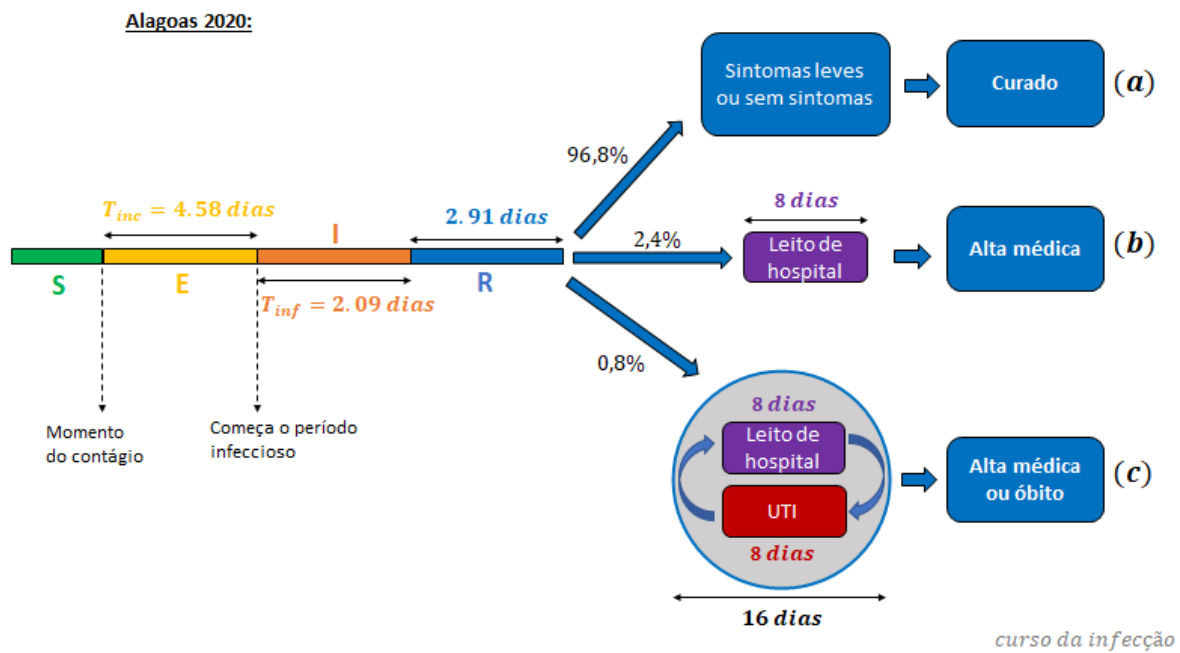 Alagoas 2020:
Sintomas leves
ou sem sintomas
Curado
(a)
96,8%
T_inc = 4.58 dias
2.91 dias
I
S
E
R
T_inf = 2.09 dias
2,4%
8 dias
Leito de
hospital
Alta médica
(b)
0,8%
Momento
do contágio
Começa o período
infeccioso
8 dias
Leito de
hospital
UTI
8 dias
16 dias
Alta médica
ou óbito
(c)
curso da infecção